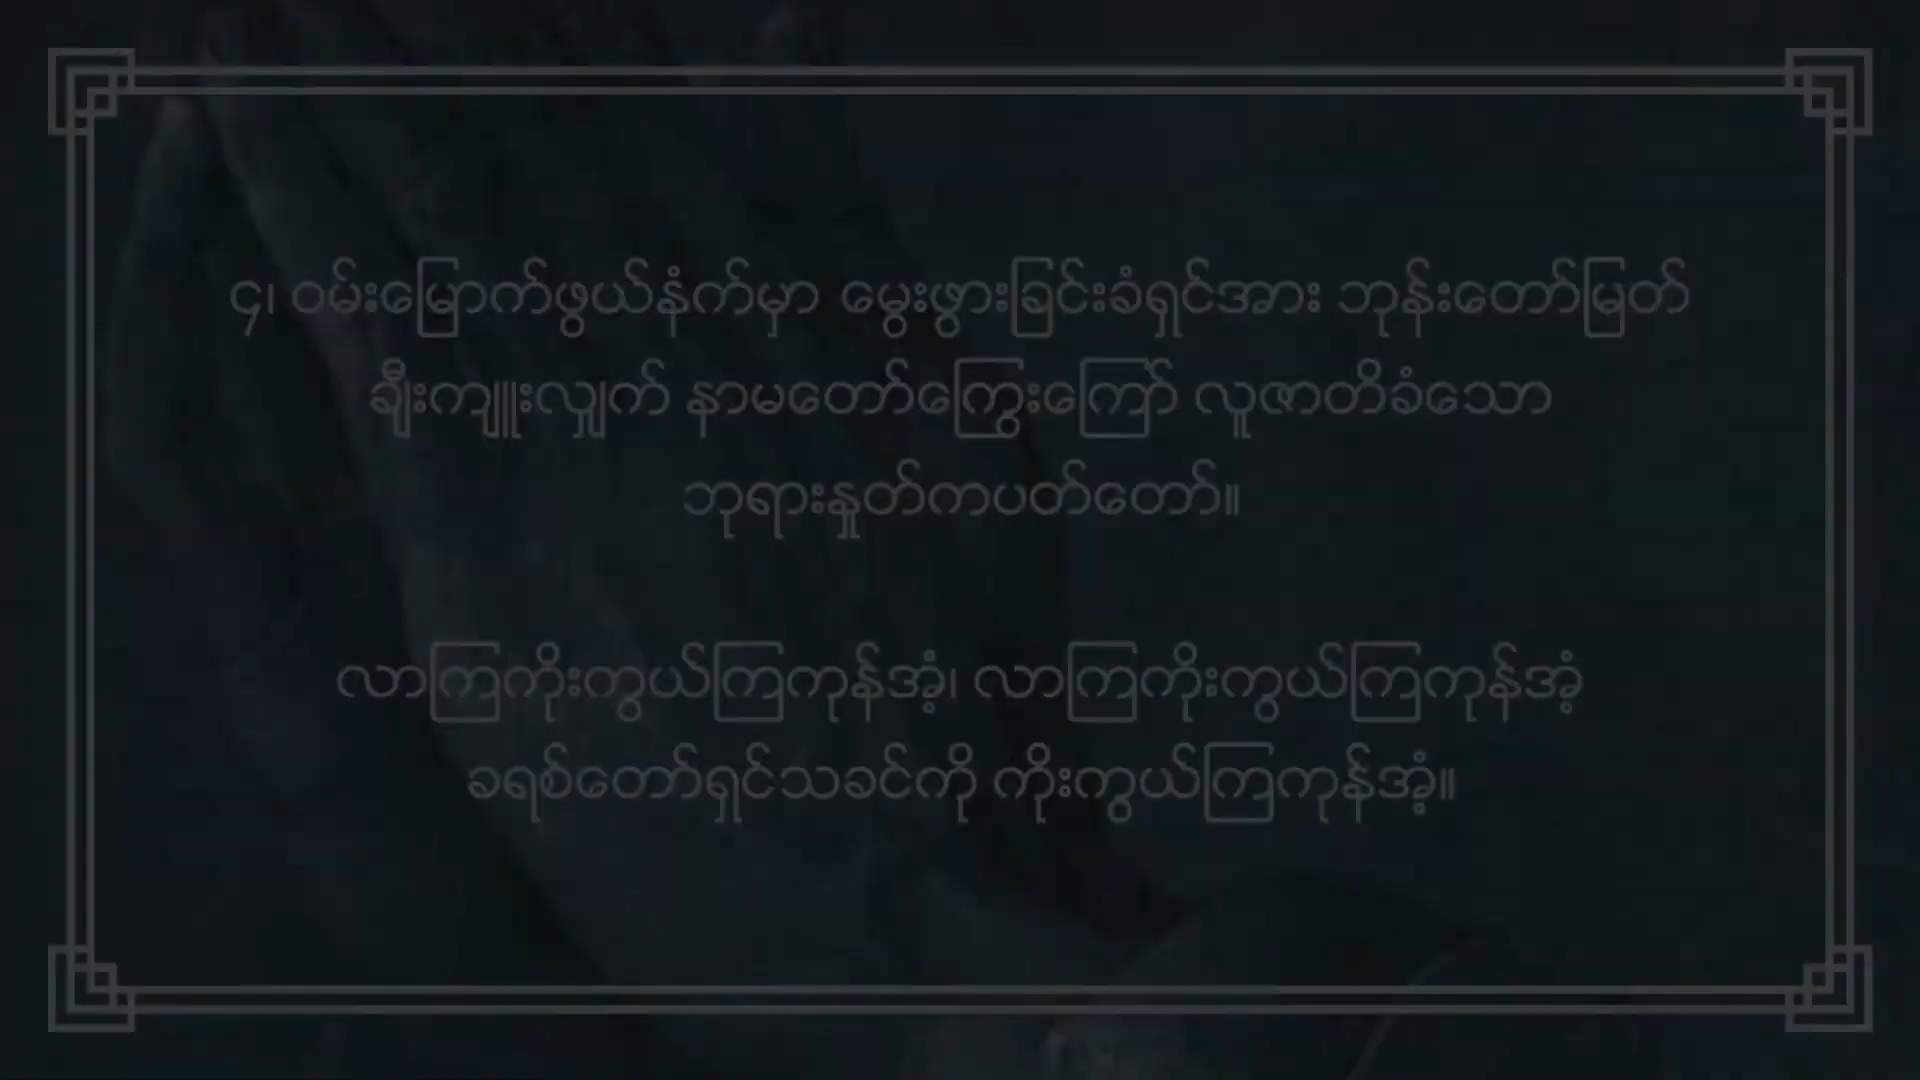 ၄၊ ဝမ်းမြောက်ဖွယ်နံက်မှာ မွေးဖွားခြင်းခံရှင်အား ဘုန်းတော်မြတ်
ချီးကျူးလျှက် နာမတော်ကြွေးကြော် လူဇာတိခံသော
ဘုရားနှုတ်ကပတ်တော်။
လာကြကိုးကွယ်ကြကုန်အံ့၊ လာကြကိုးကွယ်ကြကုန်အံ့
ခရစ်တော်ရှင်သခင်ကို ကိုးကွယ်ကြကုန်အံ့။